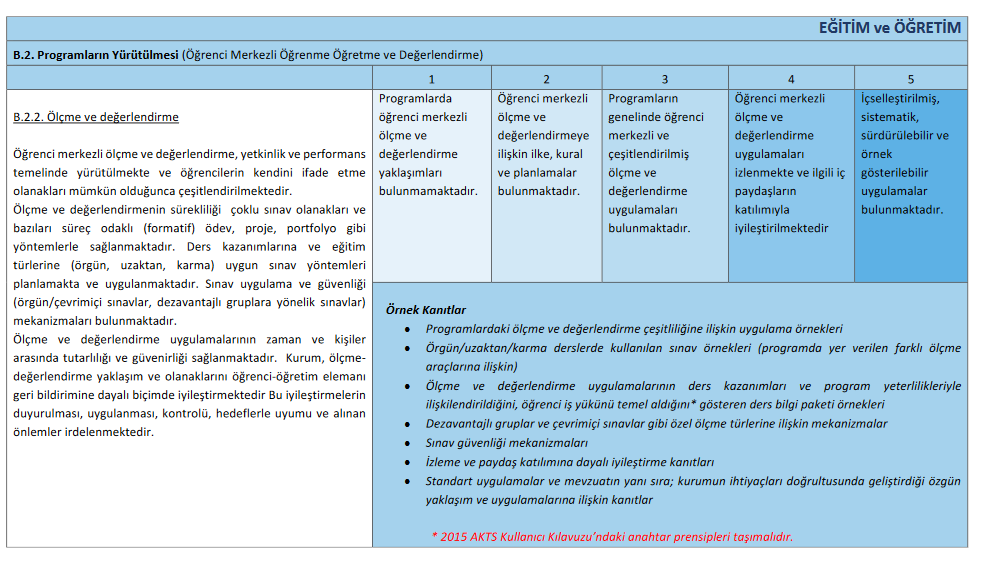 EĞİTİM ve ÖĞRETİM
B.2. Programların Yürütülmesi (Öğrenci Merkezli Öğrenme Öğretme ve Değerlendirme)
1
2
3
4
5
B.2.2. Ölçme ve değerlendirme
Öğrenci merkezli ölçme ve değerlendirme, yetkinlik ve performans
temelinde yürütülmekte ve öğrencilerin kendini ifade etme
olanakları mümkün olduğunca çeşitlendirilmektedir.
Ölçme ve değerlendirmenin sürekliliği çoklu sınav olanakları ve
bazıları süreç odaklı (formatif) ödev, proje, portfolyo gibi
yöntemlerle sağlanmaktadır. Ders kazanımlarına ve eğitim
türlerine (örgün, uzaktan, karma) uygun sınav yöntemleri
planlamakta ve uygulanmaktadır. Sınav uygulama ve güvenliği
(örgün/çevrimiçi sınavlar, dezavantajlı gruplara yönelik sınavlar)
mekanizmaları bulunmaktadır.
Ölçme ve değerlendirme uygulamalarının zaman ve kişiler
arasında tutarlılığı ve güvenirliği sağlanmaktadır. Kurum, ölçme-
değerlendirme yaklaşım ve olanaklarını öğrenci-öğretim elemanı
geri bildirimine dayalı biçimde iyileştirmektedir Bu iyileştirmelerin
duyurulması, uygulanması, kontrolü, hedeflerle uyumu ve alınan
önlemler irdelenmektedir.
Programlarda
öğrenci merkezli
ölçme ve
değerlendirme
yaklaşımları
bulunmamaktadır.
Öğrenci merkezli
ölçme ve
değerlendirmeye
ilişkin ilke, kural
ve planlamalar
bulunmaktadır.
Programların
genelinde öğrenci
merkezli ve
çeşitlendirilmiş
ölçme ve
değerlendirme
uygulamaları
bulunmaktadır.
Öğrenci merkezli
ölçme ve
değerlendirme
uygulamaları
izlenmekte ve ilgili iç
paydaşların
katılımıyla
iyileştirilmektedir
İçselleştirilmiş,
sistematik,
sürdürülebilir ve
örnek
gösterilebilir
uygulamalar
bulunmaktadır.
Örnek Kanıtlar
• Programlardaki ölçme ve değerlendirme çeşitliliğine ilişkin uygulama örnekleri
• Örgün/uzaktan/karma derslerde kullanılan sınav örnekleri (programda yer verilen farklı ölçme
araçlarına ilişkin)
• Ölçme ve değerlendirme uygulamalarının ders kazanımları ve program yeterlilikleriyle
ilişkilendirildiğini, öğrenci iş yükünü temel aldığını* gösteren ders bilgi paketi örnekleri
• Dezavantajlı gruplar ve çevrimiçi sınavlar gibi özel ölçme türlerine ilişkin mekanizmalar
• Sınav güvenliği mekanizmaları
• İzleme ve paydaş katılımına dayalı iyileştirme kanıtları
• Standart uygulamalar ve mevzuatın yanı sıra; kurumun ihtiyaçları doğrultusunda geliştirdiği özgün
yaklaşım ve uygulamalarına ilişkin kanıtlar
* 2015 AKTS Kullanıcı Kılavuzu’ndaki anahtar prensipleri taşımalıdır.